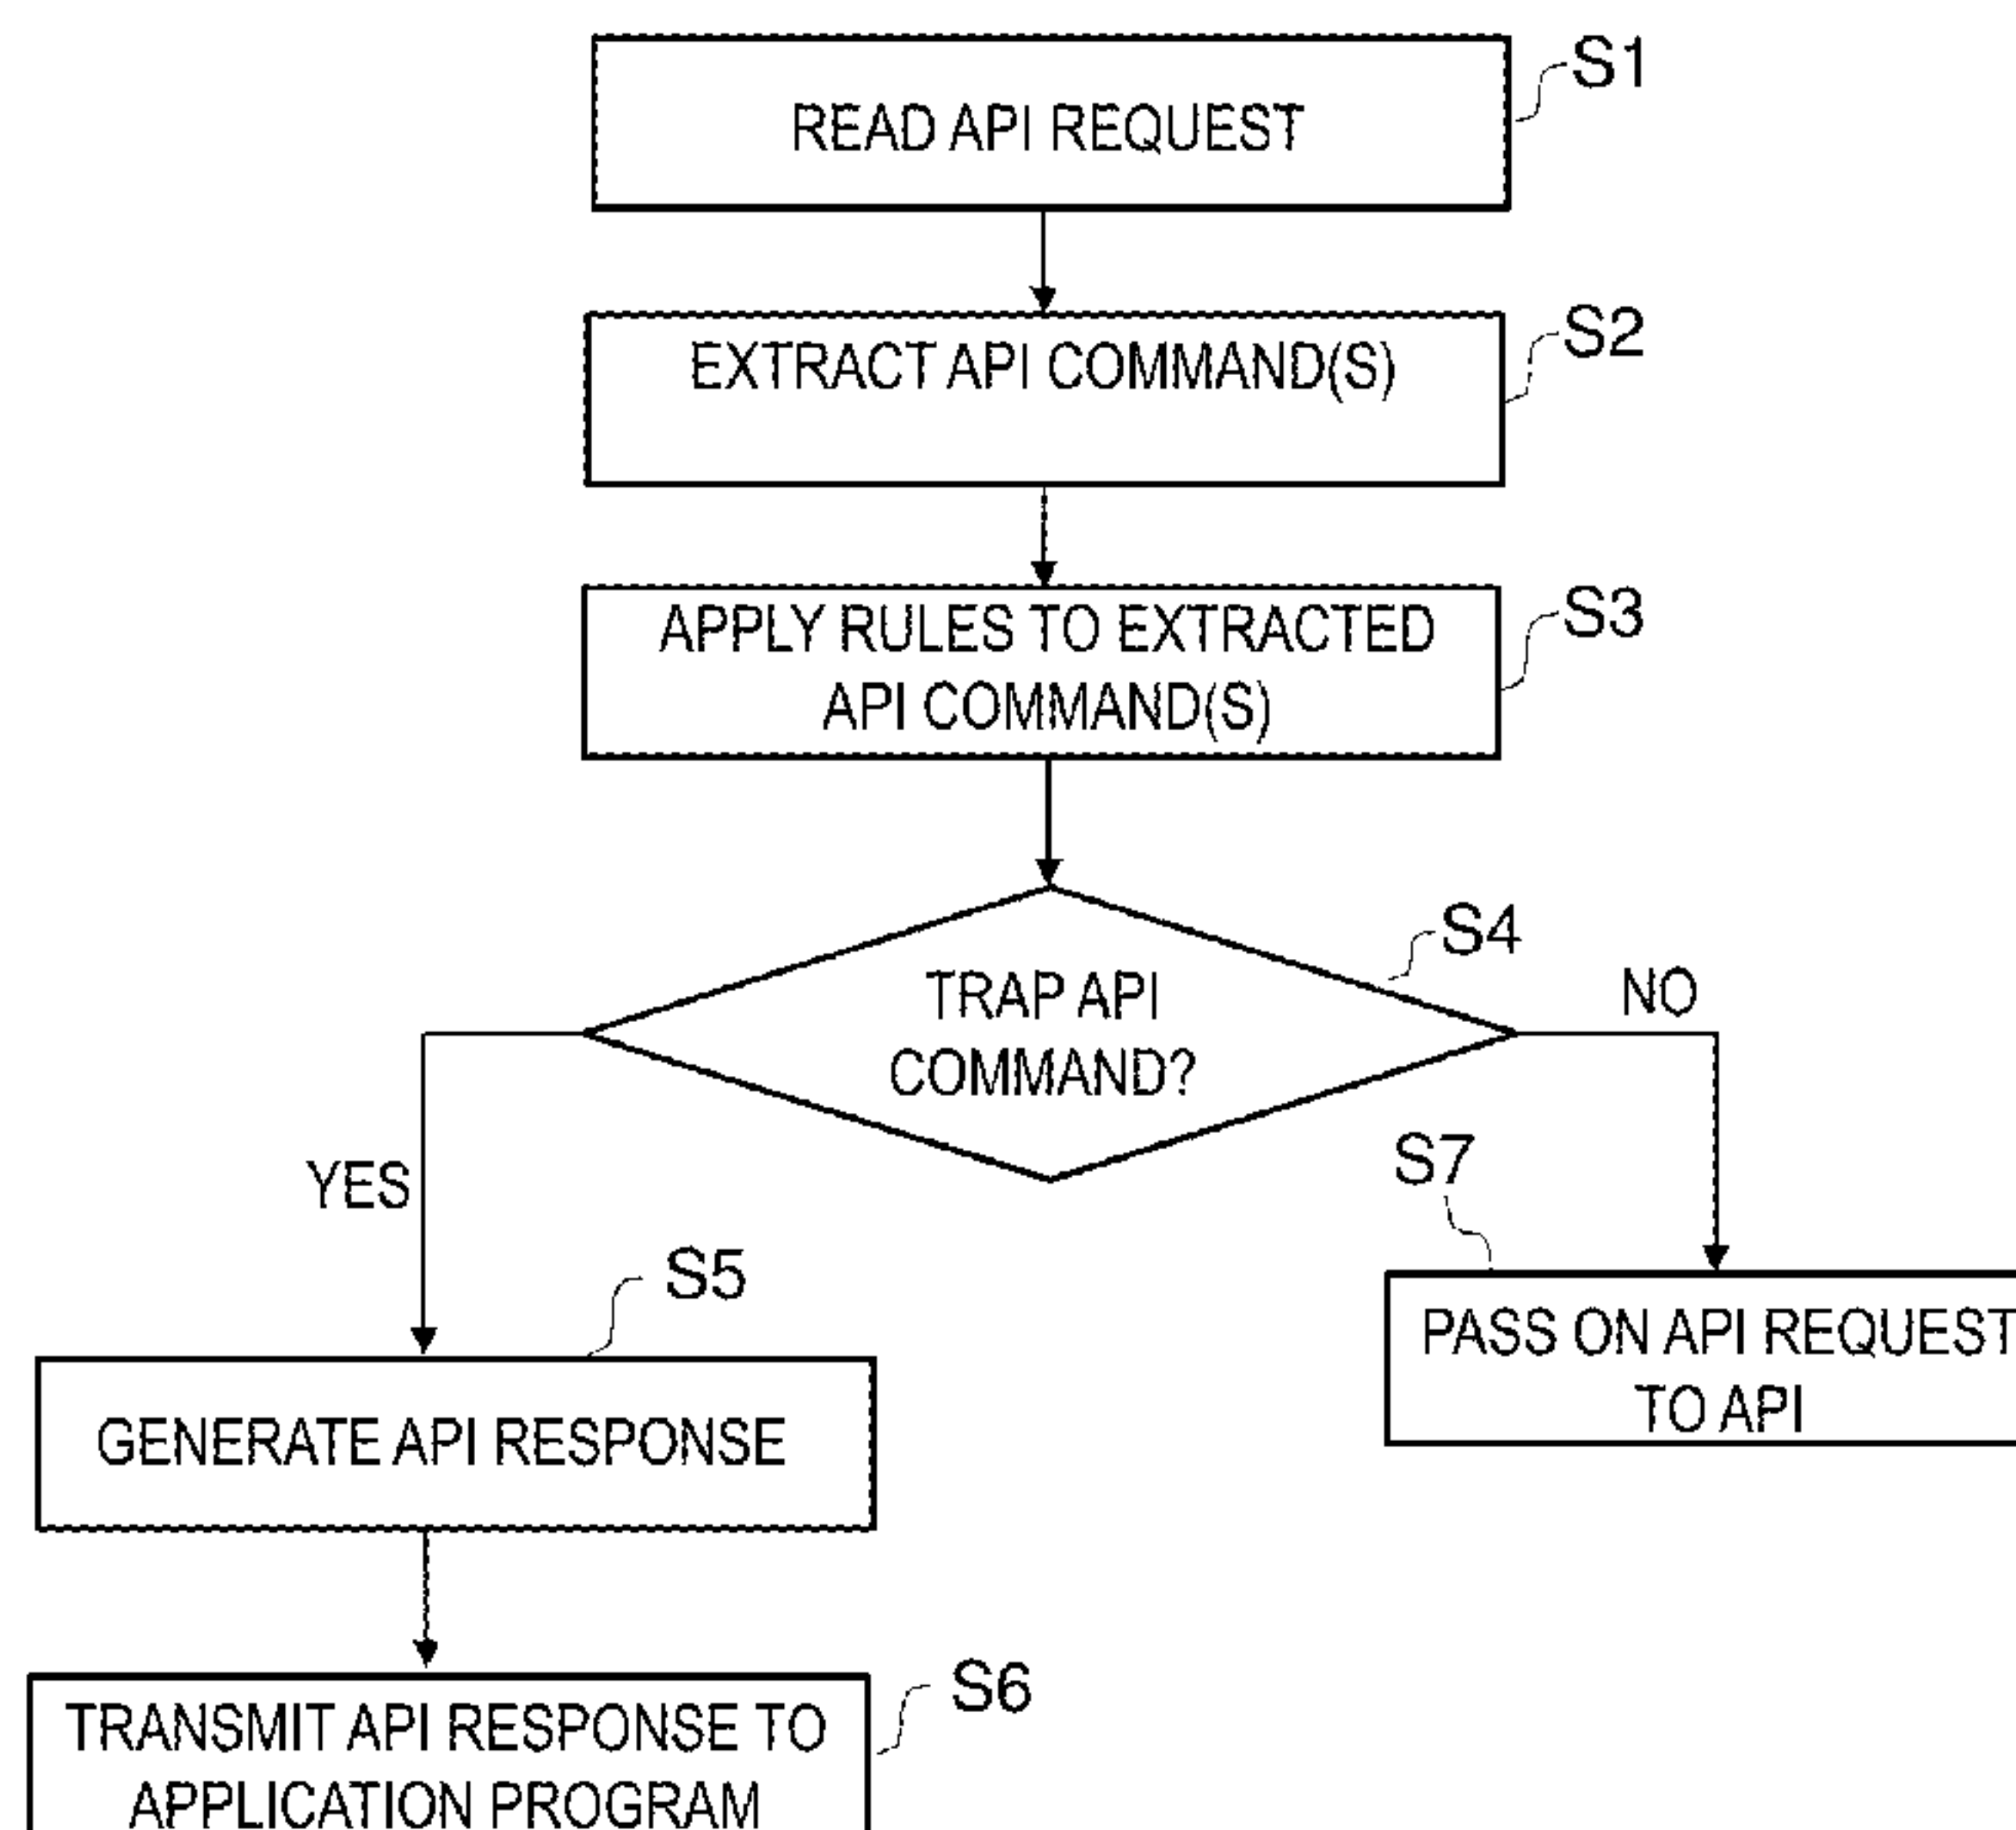 S1
READ API REQUEST
S2
EXTRACT API COMMAND(S)
S3
APPLY RULES TO EXTRACTED
API COMMAND(S)
S4
TRAP API
COMMAND?
NO
YES
S7
PASS ON API REQUEST
TO API
S5
GENERATE API RESPONSE
S6
TRANSMIT API RESPONSE TO
APPLICATION PROGRAM